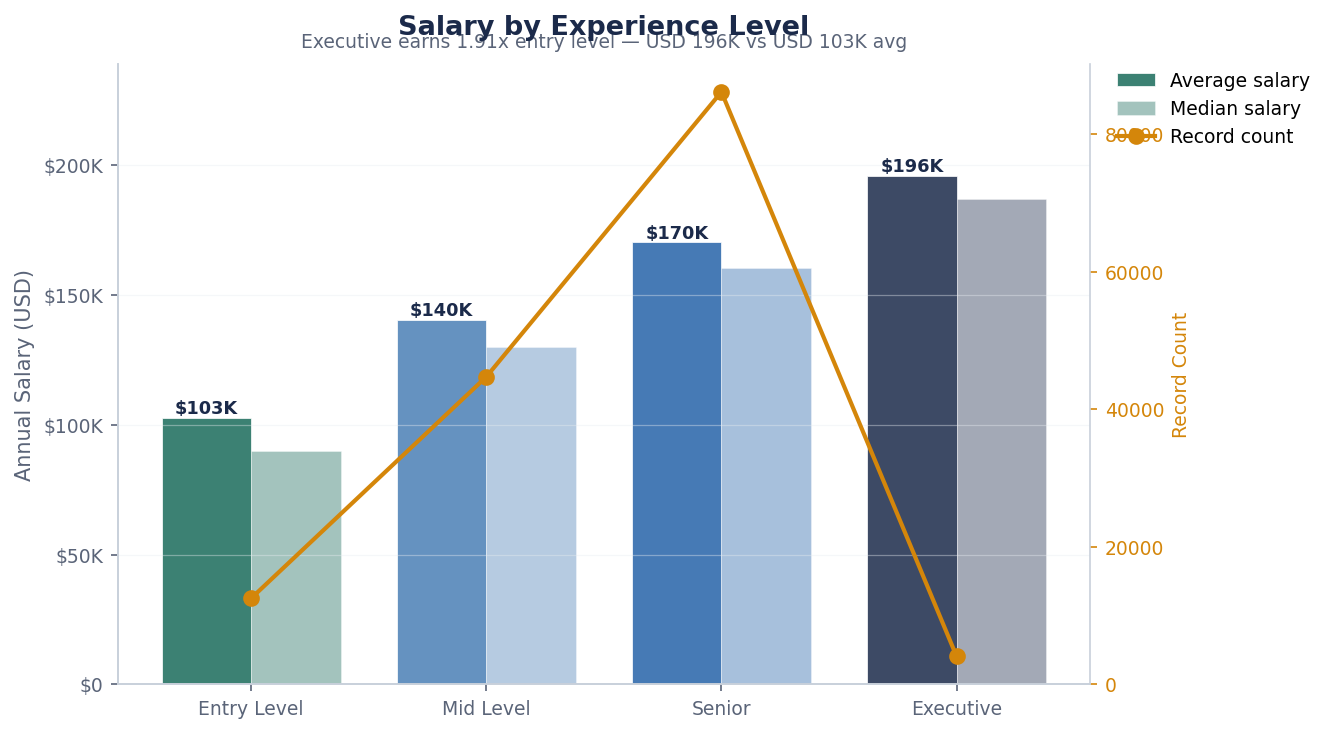 Salary by Experience Level
Executive earns 1.91x entry level — USD 196K vs USD 103K avg
Average salary
Median salary
Record count
Annual Salary (USD)
$200K
$150K
$100K
$50K
$0
$103K
$140K
$170K
$196K
80000
60000
40000
20000
0
Record Count
Entry Level
Mid Level
Senior
Executive